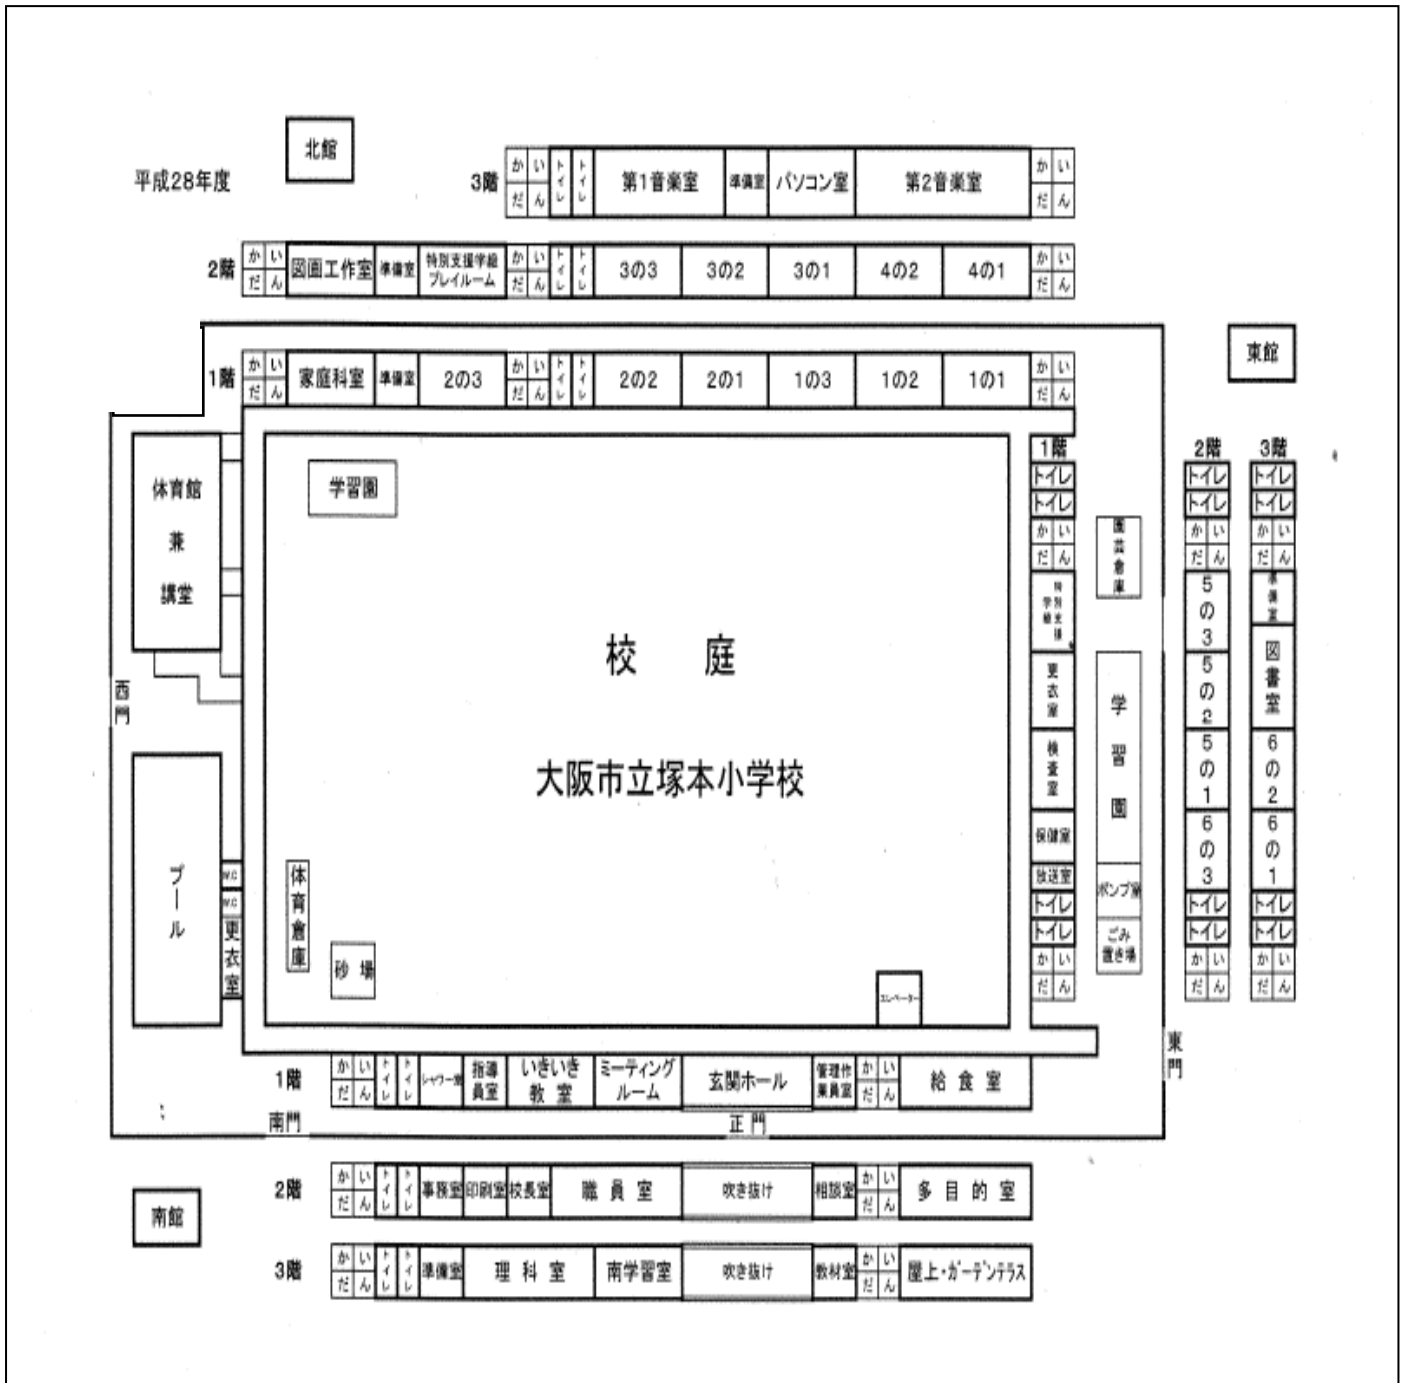 北館
平成28年度
3階 かいだん トイレ トイレ 第1音楽室 準備室 パソコン室 第2音楽室 かいだん
2階 かいだん 図画工作室 準備室 特別支援学級プレイルーム かいだん トイレ トイレ 3の3 3の2 3の1 4の2 4の1 かいだん
東館
1階 かいだん 家庭科室 準備室 2の3 かいだん トイレ トイレ 2の2 2の1 1の3 1の2 1の1 かいだん
体育館
兼
講堂
学習園
西門
プール
W.C
W.C
更衣室
体育倉庫
砂場
校庭
大阪市立塚本小学校
エレベーター
1階
トイレ
トイレ
かいだん
特別支援学級
更衣室
検査室
保健室
放送室
トイレ
トイレ
かいだん
園芸倉庫
学習園
ポンプ室
ごみ置き場
2階
トイレ
トイレ
かいだん
5の3
5の2
5の1
6の3
トイレ
トイレ
かいだん
3階
トイレ
トイレ
かいだん
準備室
図書室
6の2
6の1
トイレ
トイレ
かいだん
東門
1階 かいだん トイレ トイレ シャワー室 指導員室 いきいき教室 ミーティングルーム 玄関ホール 管理作業員室 かいだん 給食室
南門
正門
2階 かいだん トイレ トイレ 事務室 印刷室 校長室 職員室 吹き抜け 相談室 かいだん 多目的室
南館
3階 かいだん トイレ トイレ 準備室 理科室 南学習室 吹き抜け 教材室 かいだん 屋上・ガーデンテラス